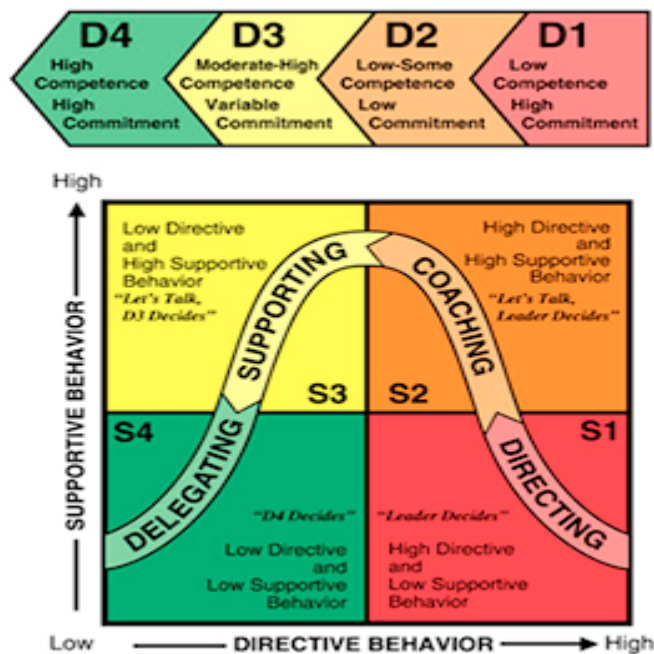 D4
High
Competence
High
Commitment
D3
Moderate-High
Competence
Variable
Commitment
D2
Low-Some
Competence
Low
Commitment
D1
Low
Competence
High
Commitment
High
SUPPORTIVE BEHAVIOR
Low Directive
and
High Supportive
Behavior
"Let's Talk,
D3 Decides"
S3
SUPPORTING
High Directive
and
High Supportive
Behavior
"Let's Talk,
Leader Decides"
S2
COACHING
S4
DELEGATING
"D4 Decides"
Low Directive
and
Low Supportive
Behavior
S1
DIRECTING
"Leader Decides"
High Directive
and
Low Supportive
Behavior
Low
DIRECTIVE BEHAVIOR
High